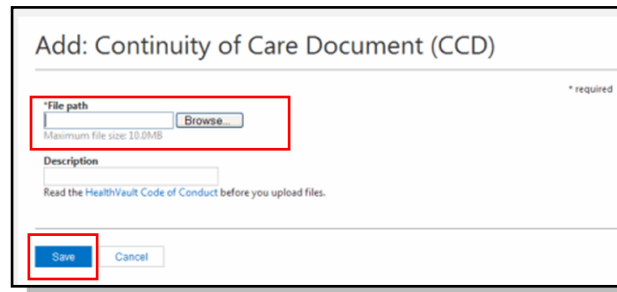 Add: Continuity of Care Document (CCD)
* required
*File path
Browse...
Maximum file size: 10.0MB
Description
Read the HealthVault Code of Conduct before you upload files.
Save Cancel